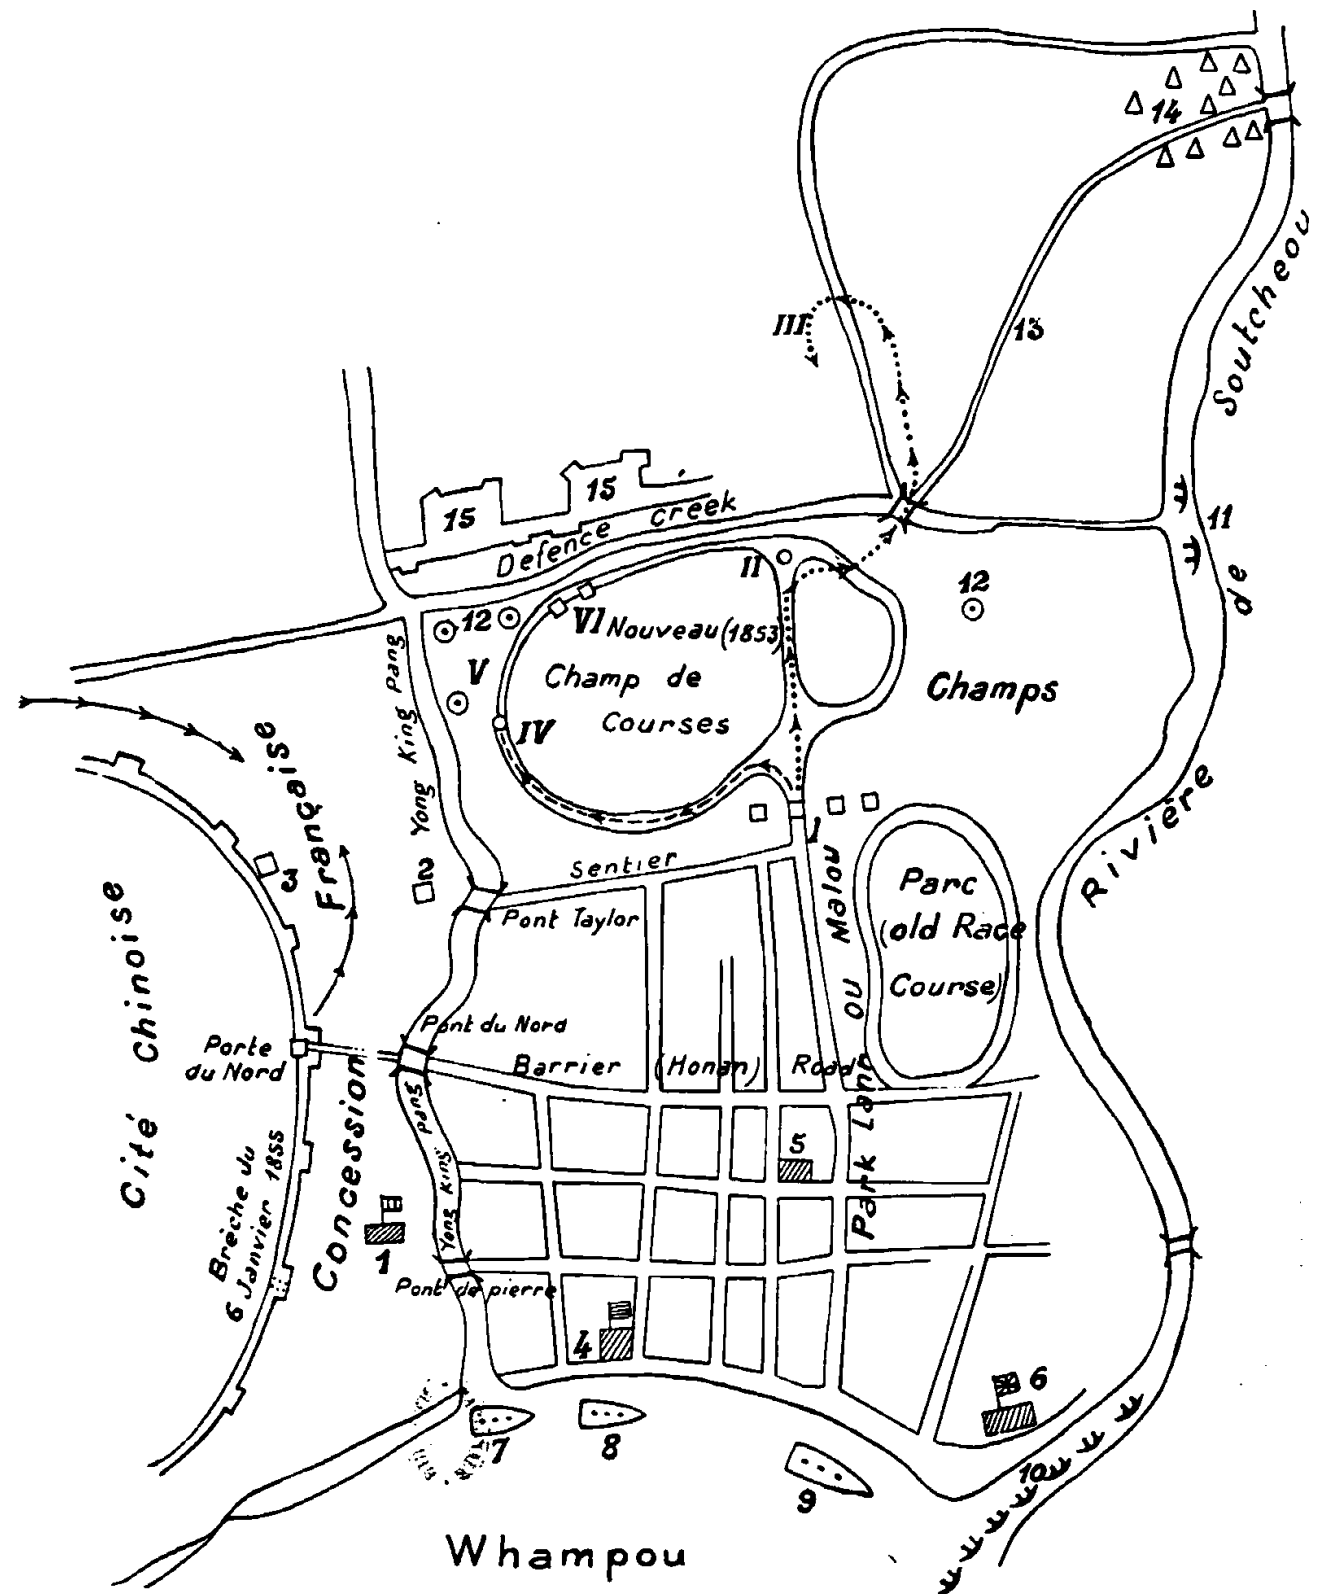 14
Soutcheou
III
13
15
15
Defence creek
11
de
II
12
12
VI Nouveau (1853)
Champ de
Courses
V
Champs
IV
Yong King Pang
Française
Rivière
I
2
Sentier
3
Malou
Parc
(old Race
Course)
Pont Taylor
Cité Chinoise
OU
Pont du Nord
Porte
du Nord
Barrier (Honan) Road
Concession
Park Lane
Yong King Pang
5
Brèche du
6 Janvier 1855
1
Pont de pierre
4
6
7
8
9
10
Whampou